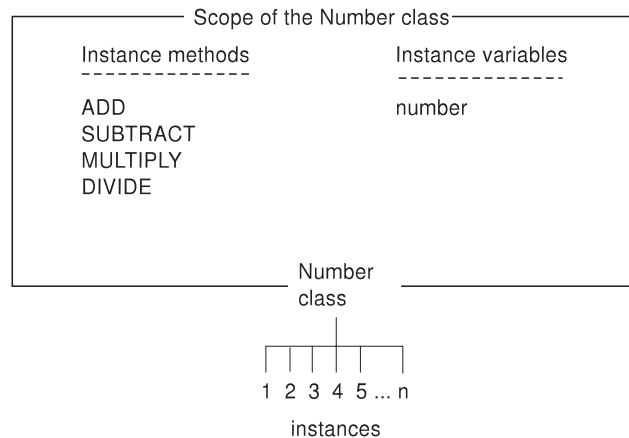 Scope of the Number class
Instance methods
ADD
SUBTRACT
MULTIPLY
DIVIDE
Instance variables
number
Number
class
1 2 3 4 5 ... n
instances